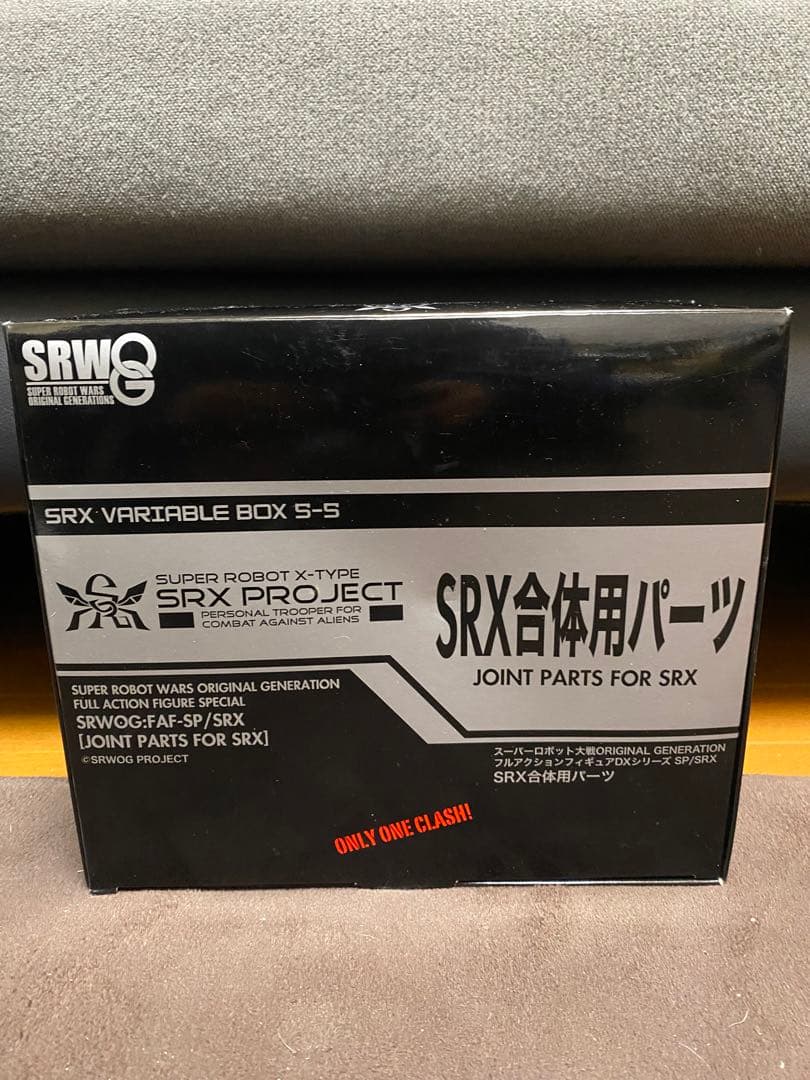 SRWOG
SUPER ROBOT WARS
ORIGINAL GENERATIONS
SRX VARIABLE BOX 5-5
SUPER ROBOT X-TYPE
SRX PROJECT
PERSONAL TROOPER FOR
COMBAT AGAINST ALIENS
SRX合体用パーツ
JOINT PARTS FOR SRX
SUPER ROBOT WARS ORIGINAL GENERATION
FULL ACTION FIGURE SPECIAL
SRWOG:FAF-SP/SRX
[JOINT PARTS FOR SRX]
©SRWOG PROJECT
スーパーロボット大戦ORIGINAL GENERATION
フルアクションフィギュアDXシリーズ SP/SRX
SRX合体用パーツ
ONLY ONE CLASH!